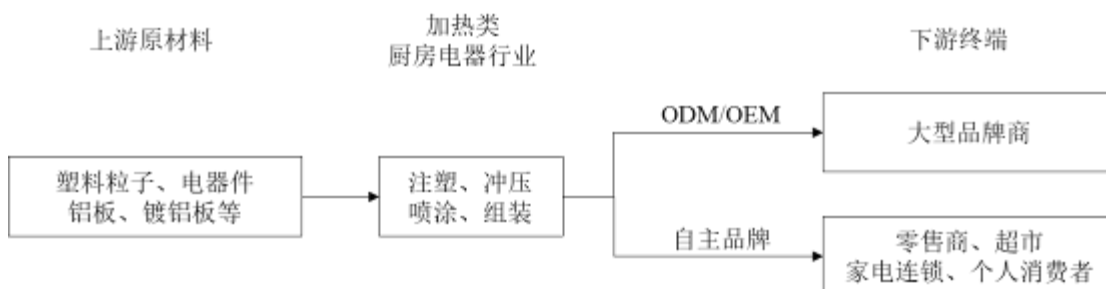 上游原材料
加热类
厨房电器行业
下游终端
塑料粒子、电器件
铝板、镀铝板等
注塑、冲压
喷涂、组装
ODM/OEM
大型品牌商
自主品牌
零售商、超市
家电连锁、个人消费者